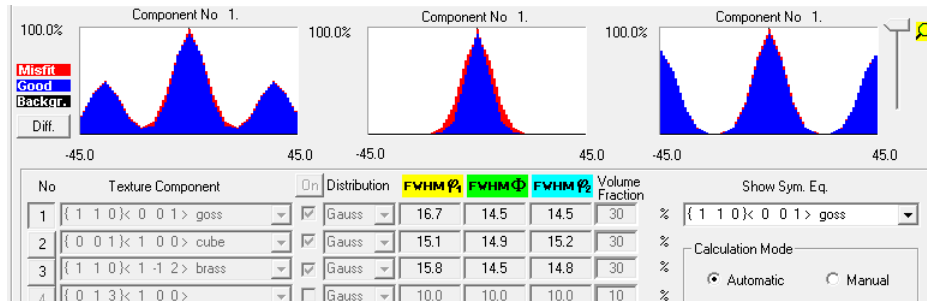 Component No 1.
Component No 1.
Component No 1.
100.0%
100.0%
100.0%
Misfit
Good
Backgr.
Diff.
-45.0 45.0
-45.0 45.0
-45.0 45.0
No Texture Component On Distribution FWHM φ1 FWHM Φ FWHM φ2 Volume Fraction Show Sym. Eq.
1 { 1 1 0}< 0 0 1> goss Gauss 16.7 14.5 14.5 30 % { 1 1 0}< 0 0 1> goss
2 { 0 0 1}< 1 0 0> cube Gauss 15.1 14.9 15.2 30 %
Calculation Mode
3 { 1 1 0}< 1 -1 2> brass Gauss 15.8 14.5 14.8 30 % Automatic Manual
4 { 0 1 3}< 1 0 0> Gauss 10.0 10.0 10.0 10 %